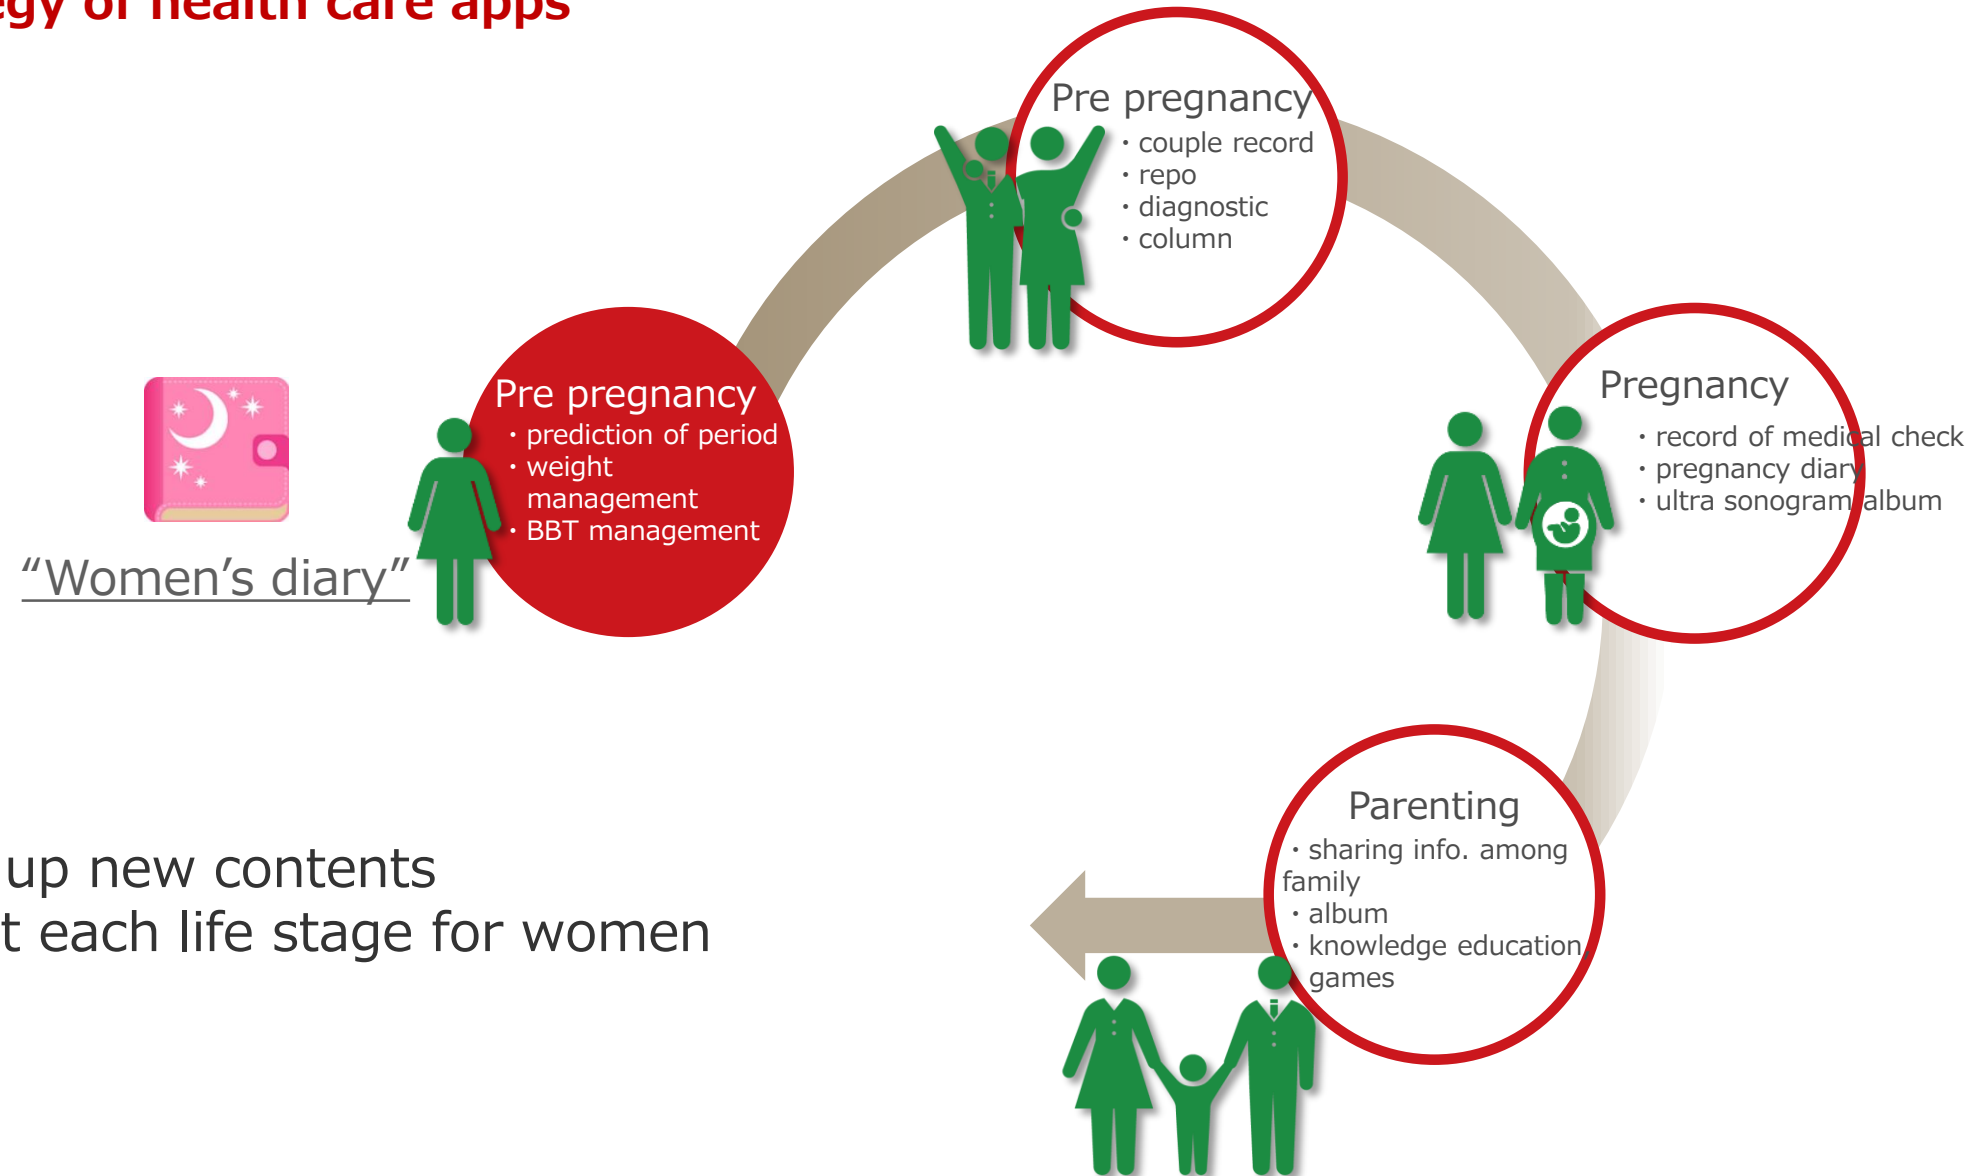 egy of health care apps
Pre pregnancy
・couple record
・repo
・diagnostic
・column
Pre pregnancy
・prediction of period
・weight
management
・BBT management
Pregnancy
・record of medical check
・pregnancy diary
・ultra sonogram album
“Women’s diary”
Parenting
・sharing info. among
family
・album
・knowledge education
games
up new contents
t each life stage for women